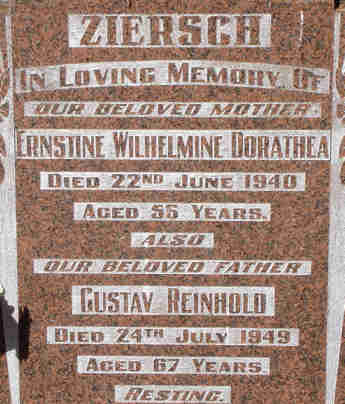 ZIERSCH
IN LOVING MEMORY OF
OUR BELOVED MOTHER.
ERNSTINE WILHELMINE DORATHEA
DIED 22ND JUNE 1940
AGED 55 YEARS.
ALSO
OUR BELOVED FATHER
GUSTAV REINHOLD
DIED 24TH JULY 1949
AGED 67 YEARS
RESTING.